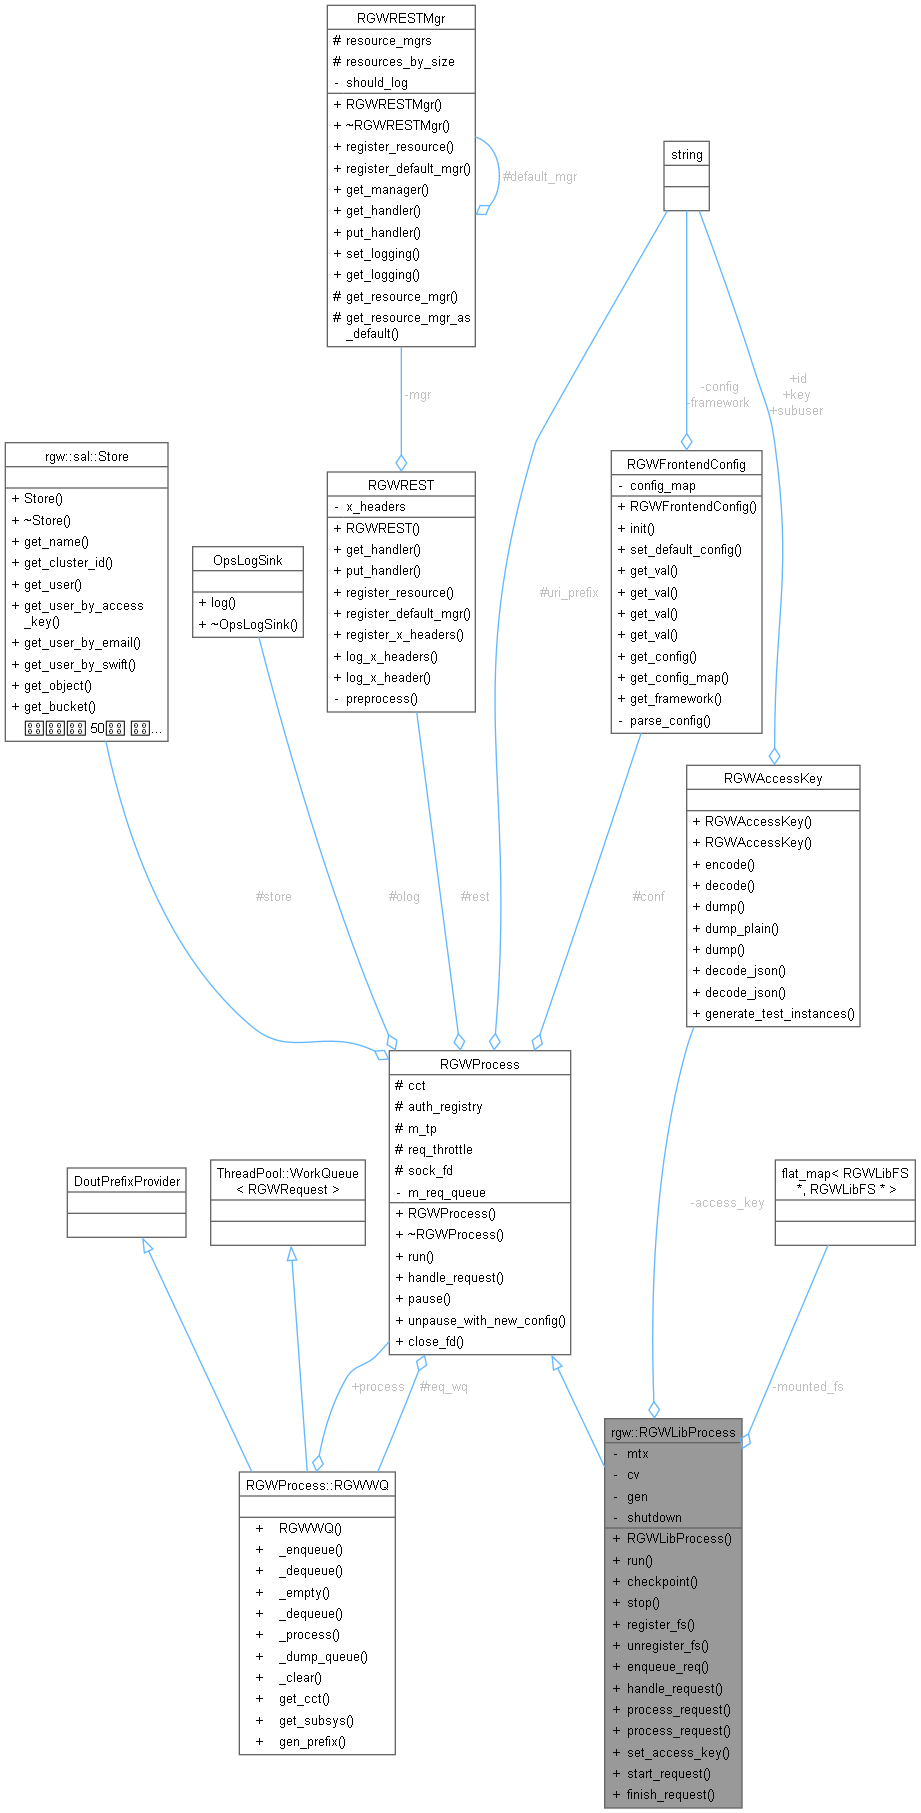 RGWRESTMgr
# resource_mgrs
# resources_by_size
- should_log
+ RGWRESTMgr()
+ ~RGWRESTMgr()
+ register_resource()
+ register_default_mgr()
+ get_manager()
+ get_handler()
+ put_handler()
+ set_logging()
+ get_logging()
# get_resource_mgr()
# get_resource_mgr_as
_default()
#default_mgr
string
-mgr
-config
-framework
+id
+key
+subuser
rgw::sal::Store
+ Store()
+ ~Store()
+ get_name()
+ get_cluster_id()
+ get_user()
+ get_user_by_access
_key()
+ get_user_by_email()
+ get_user_by_swift()
+ get_object()
+ get_bucket()
50 ...
OpsLogSink
+ log()
+ ~OpsLogSink()
RGWREST
- x_headers
+ RGWREST()
+ get_handler()
+ put_handler()
+ register_resource()
+ register_default_mgr()
+ register_x_headers()
+ log_x_headers()
+ log_x_header()
- preprocess()
#uri_prefix
RGWFrontendConfig
- config_map
+ RGWFrontendConfig()
+ init()
+ set_default_config()
+ get_val()
+ get_val()
+ get_val()
+ get_val()
+ get_config()
+ get_config_map()
+ get_framework()
- parse_config()
RGWAccessKey
+ RGWAccessKey()
+ RGWAccessKey()
+ encode()
+ decode()
+ dump()
+ dump_plain()
+ dump()
+ decode_json()
+ decode_json()
+ generate_test_instances()
#store
#olog
#rest
#conf
RGWProcess
# cct
# auth_registry
# m_tp
# req_throttle
# sock_fd
- m_req_queue
+ RGWProcess()
+ ~RGWProcess()
+ run()
+ handle_request()
+ pause()
+ unpause_with_new_config()
+ close_fd()
DoutPrefixProvider
ThreadPool::WorkQueue
< RGWRequest >
-access_key
flat_map< RGWLibFS
*, RGWLibFS * >
+process
#req_wq
-mounted_fs
RGWProcess::RGWWQ
+ RGWWQ()
+ _enqueue()
+ _dequeue()
+ _empty()
+ _dequeue()
+ _process()
+ _dump_queue()
+ _clear()
+ get_cct()
+ get_subsys()
+ gen_prefix()
rgw::RGWLibProcess
- mtx
- cv
- gen
- shutdown
+ RGWLibProcess()
+ run()
+ checkpoint()
+ stop()
+ register_fs()
+ unregister_fs()
+ enqueue_req()
+ handle_request()
+ process_request()
+ process_request()
+ set_access_key()
+ start_request()
+ finish_request()